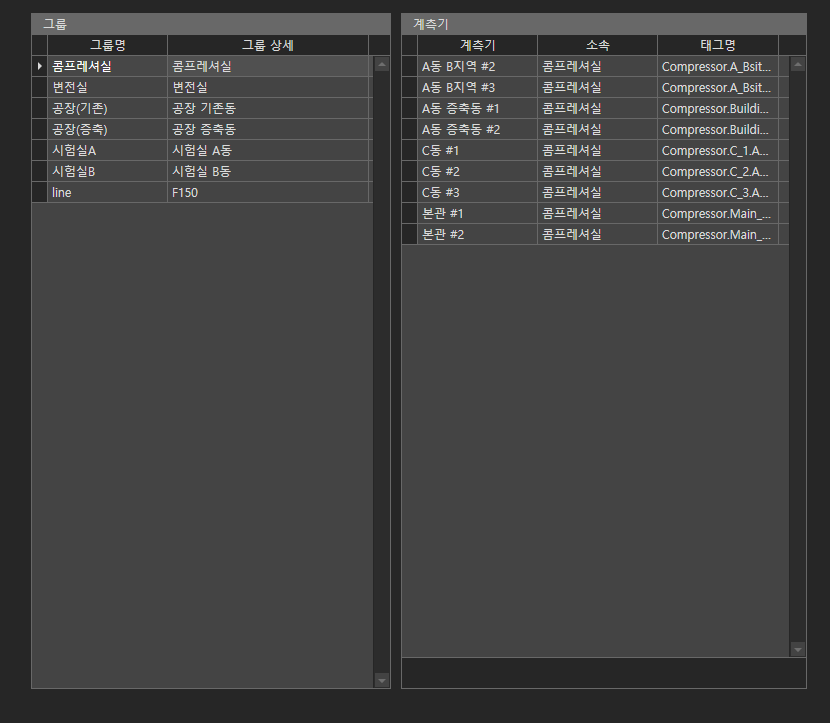 그룹
그룹명 그룹 상세
콤프레셔실 콤프레셔실
변전실 변전실
공장(기존) 공장 기존동
공장(증축) 공장 증축동
시험실A 시험실 A동
시험실B 시험실 B동
line F150
계측기
계측기 소속 태그명
A동 B지역 #2 콤프레셔실 Compressor.A_Bsit...
A동 B지역 #3 콤프레셔실 Compressor.A_Bsit...
A동 증축동 #1 콤프레셔실 Compressor.Buildi...
A동 증축동 #2 콤프레셔실 Compressor.Buildi...
C동 #1 콤프레셔실 Compressor.C_1.A...
C동 #2 콤프레셔실 Compressor.C_2.A...
C동 #3 콤프레셔실 Compressor.C_3.A...
본관 #1 콤프레셔실 Compressor.Main_...
본관 #2 콤프레셔실 Compressor.Main_...